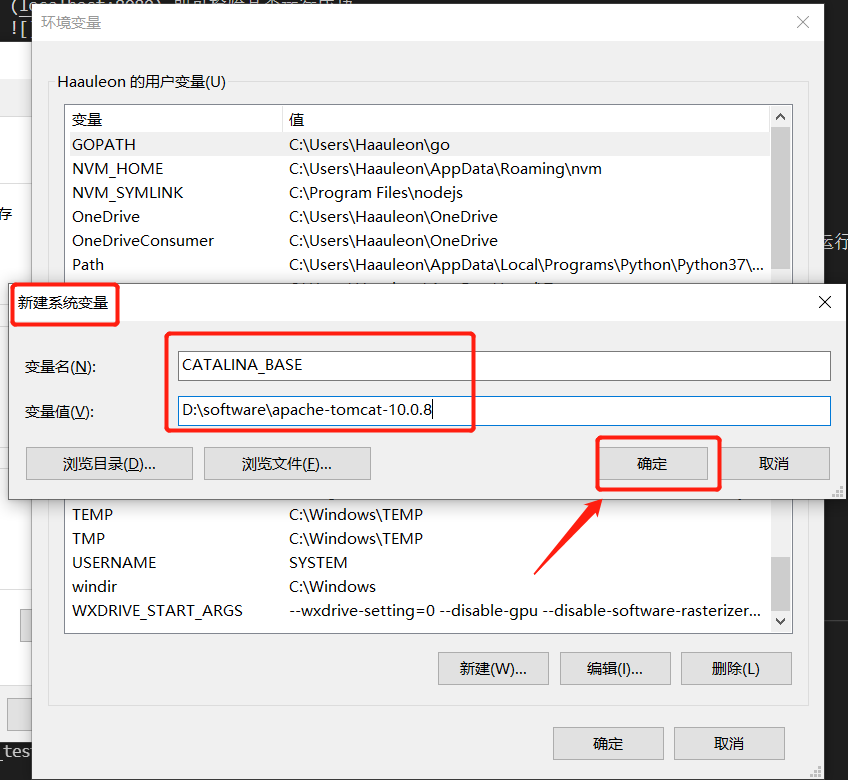 环境变量
Haauleon 的用户变量(U)
变量 值
GOPATH C:\Users\Haauleon\go
NVM_HOME C:\Users\Haauleon\AppData\Roaming\nvm
NVM_SYMLINK C:\Program Files\nodejs
OneDrive C:\Users\Haauleon\OneDrive
OneDriveConsumer C:\Users\Haauleon\OneDrive
Path C:\Users\Haauleon\AppData\Local\Programs\Python\Python37\...
存
运行
新建系统变量
变量名(N): CATALINA_BASE
变量值(V): D:\software\apache-tomcat-10.0.8
浏览目录(D)... 浏览文件(F)... 确定 取消
TEMP C:\Windows\TEMP
TMP C:\Windows\TEMP
USERNAME SYSTEM
windir C:\Windows
WXDRIVE_START_ARGS --wxdrive-setting=0 --disable-gpu --disable-software-rasterizer...
新建(W)... 编辑(I)... 删除(L)
确定 取消
_test